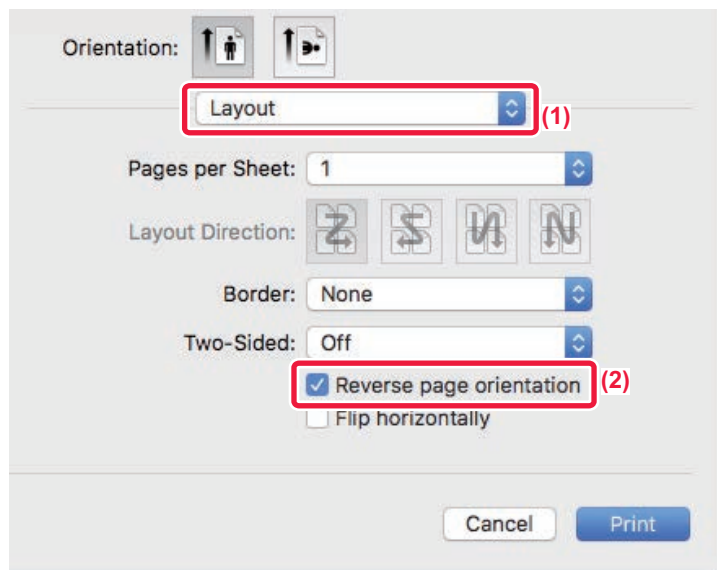 Orientation:
Layout
(1)
Pages per Sheet: 1
Layout Direction:
Border: None
Two-Sided: Off
Reverse page orientation
(2)
Flip horizontally
Cancel Print